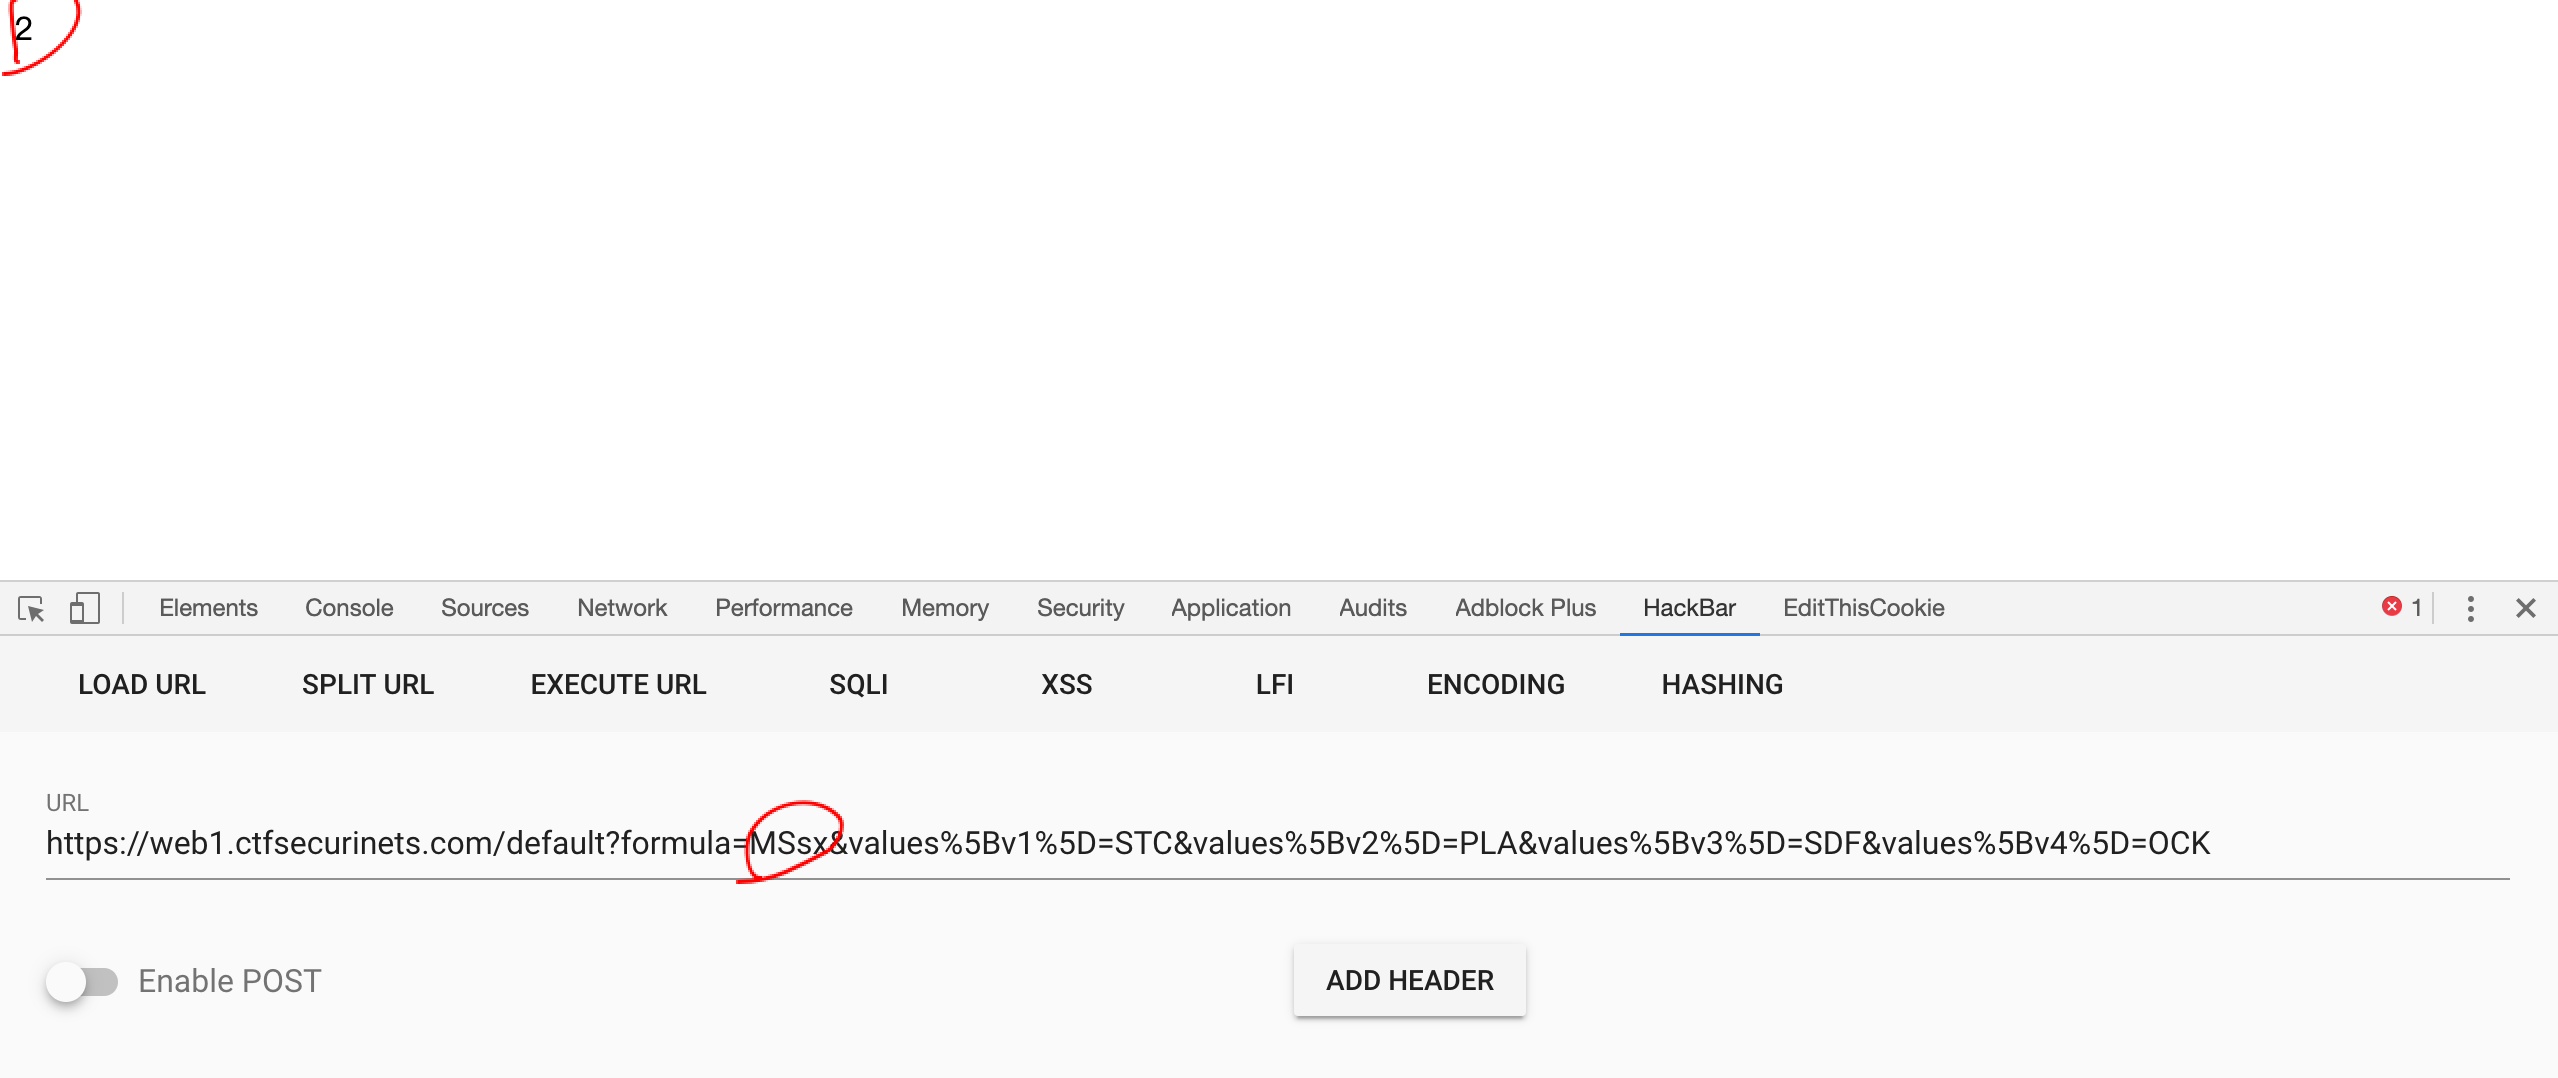 2
Elements Console Sources Network Performance Memory Security Application Audits Adblock Plus HackBar EditThisCookie 1
LOAD URL SPLIT URL EXECUTE URL SQLI XSS LFI ENCODING HASHING
URL
https://web1.ctfsecurinets.com/default?formula=MSsx&values%5Bv1%5D=STC&values%5Bv2%5D=PLA&values%5Bv3%5D=SDF&values%5Bv4%5D=OCK
Enable POST ADD HEADER